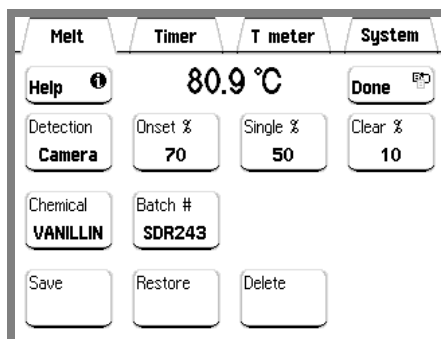 Melt Timer T meter System
Help 80.9 °C Done
Detection Onset % Single % Clear %
Camera 70 50 10
Chemical Batch #
VANILLIN SDR243
Save Restore Delete